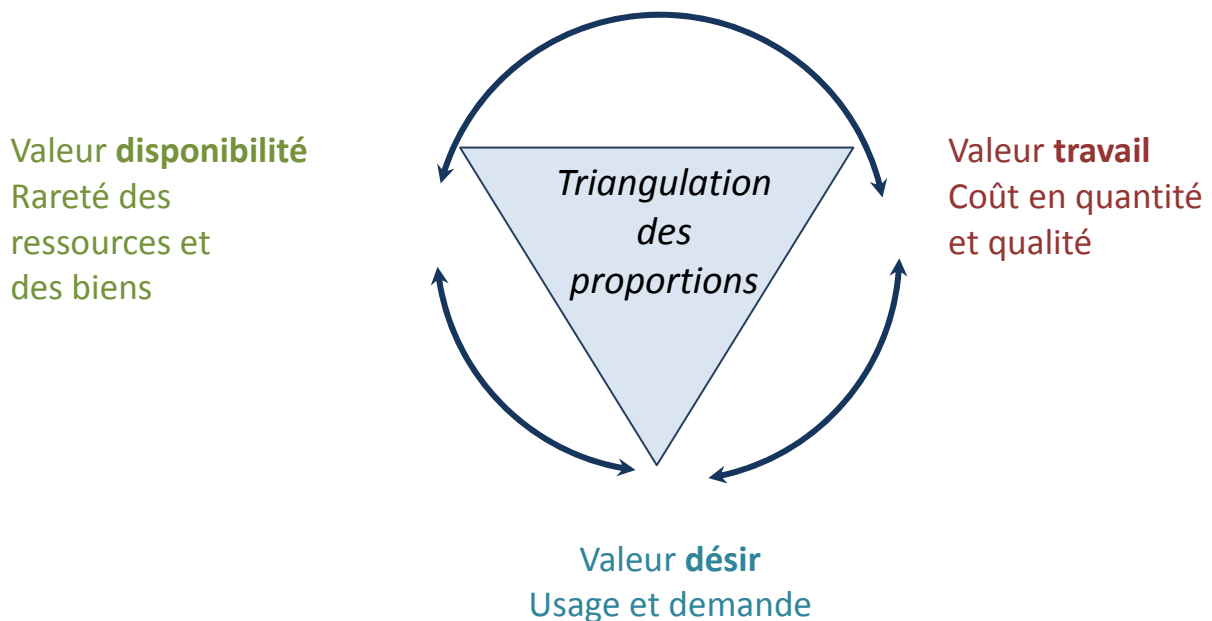 Valeur disponibilité
Rareté des
ressources et
des biens
Triangulation
des
proportions
Valeur travail
Coût en quantité
et qualité
Valeur désir
Usage et demande